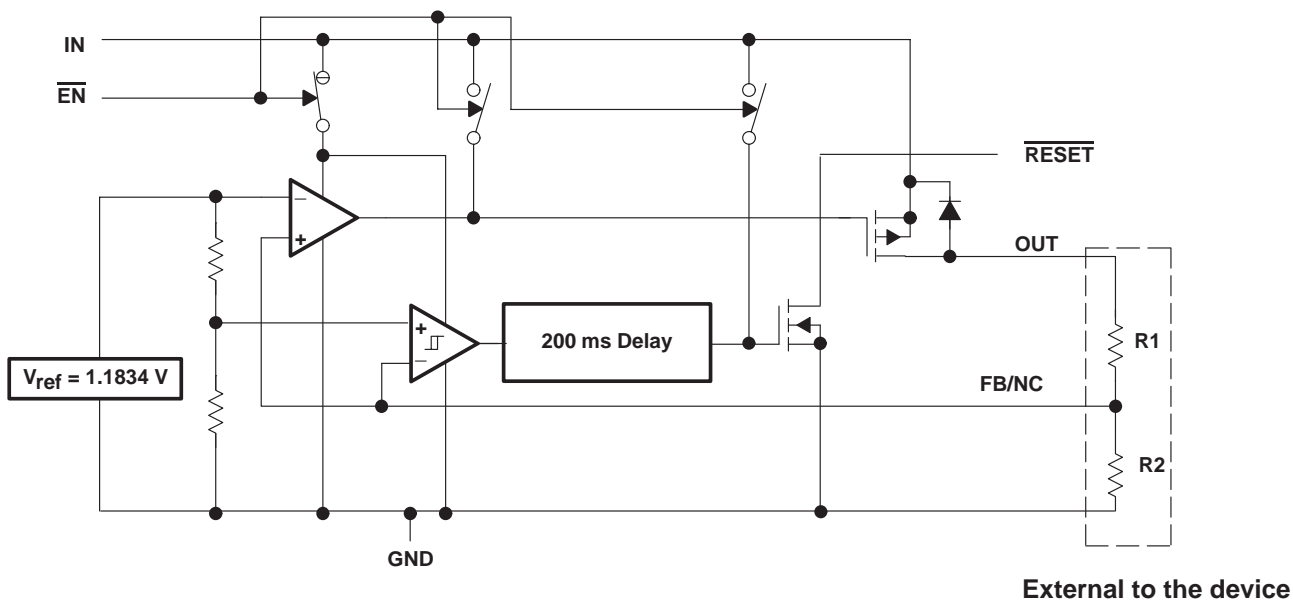 IN
EN
RESET
–
+
OUT
+
–
200 ms Delay
R1
Vref = 1.1834 V
FB/NC
R2
GND
External to the device